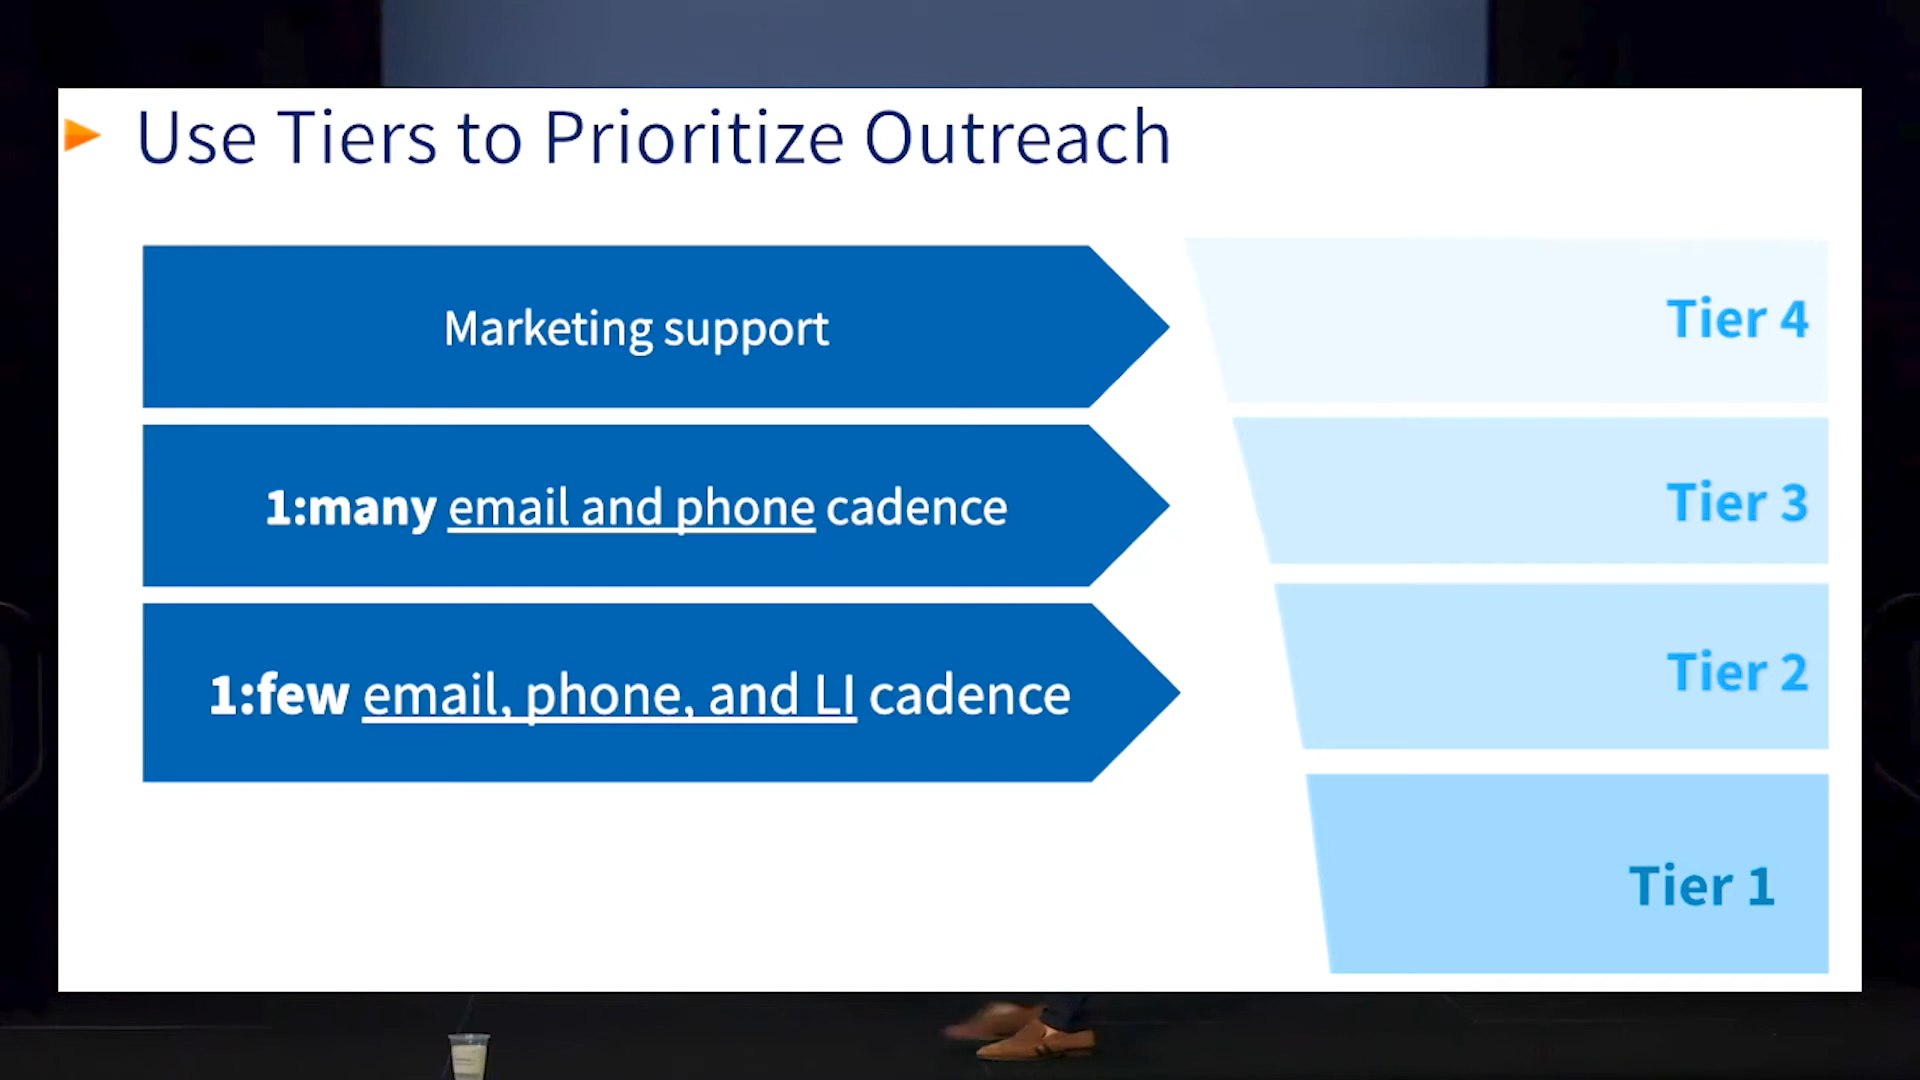 Use Tiers to Prioritize Outreach
Marketing support
Tier 4
1:many email and phone cadence
Tier 3
1:few email, phone, and LI cadence
Tier 2
Tier 1